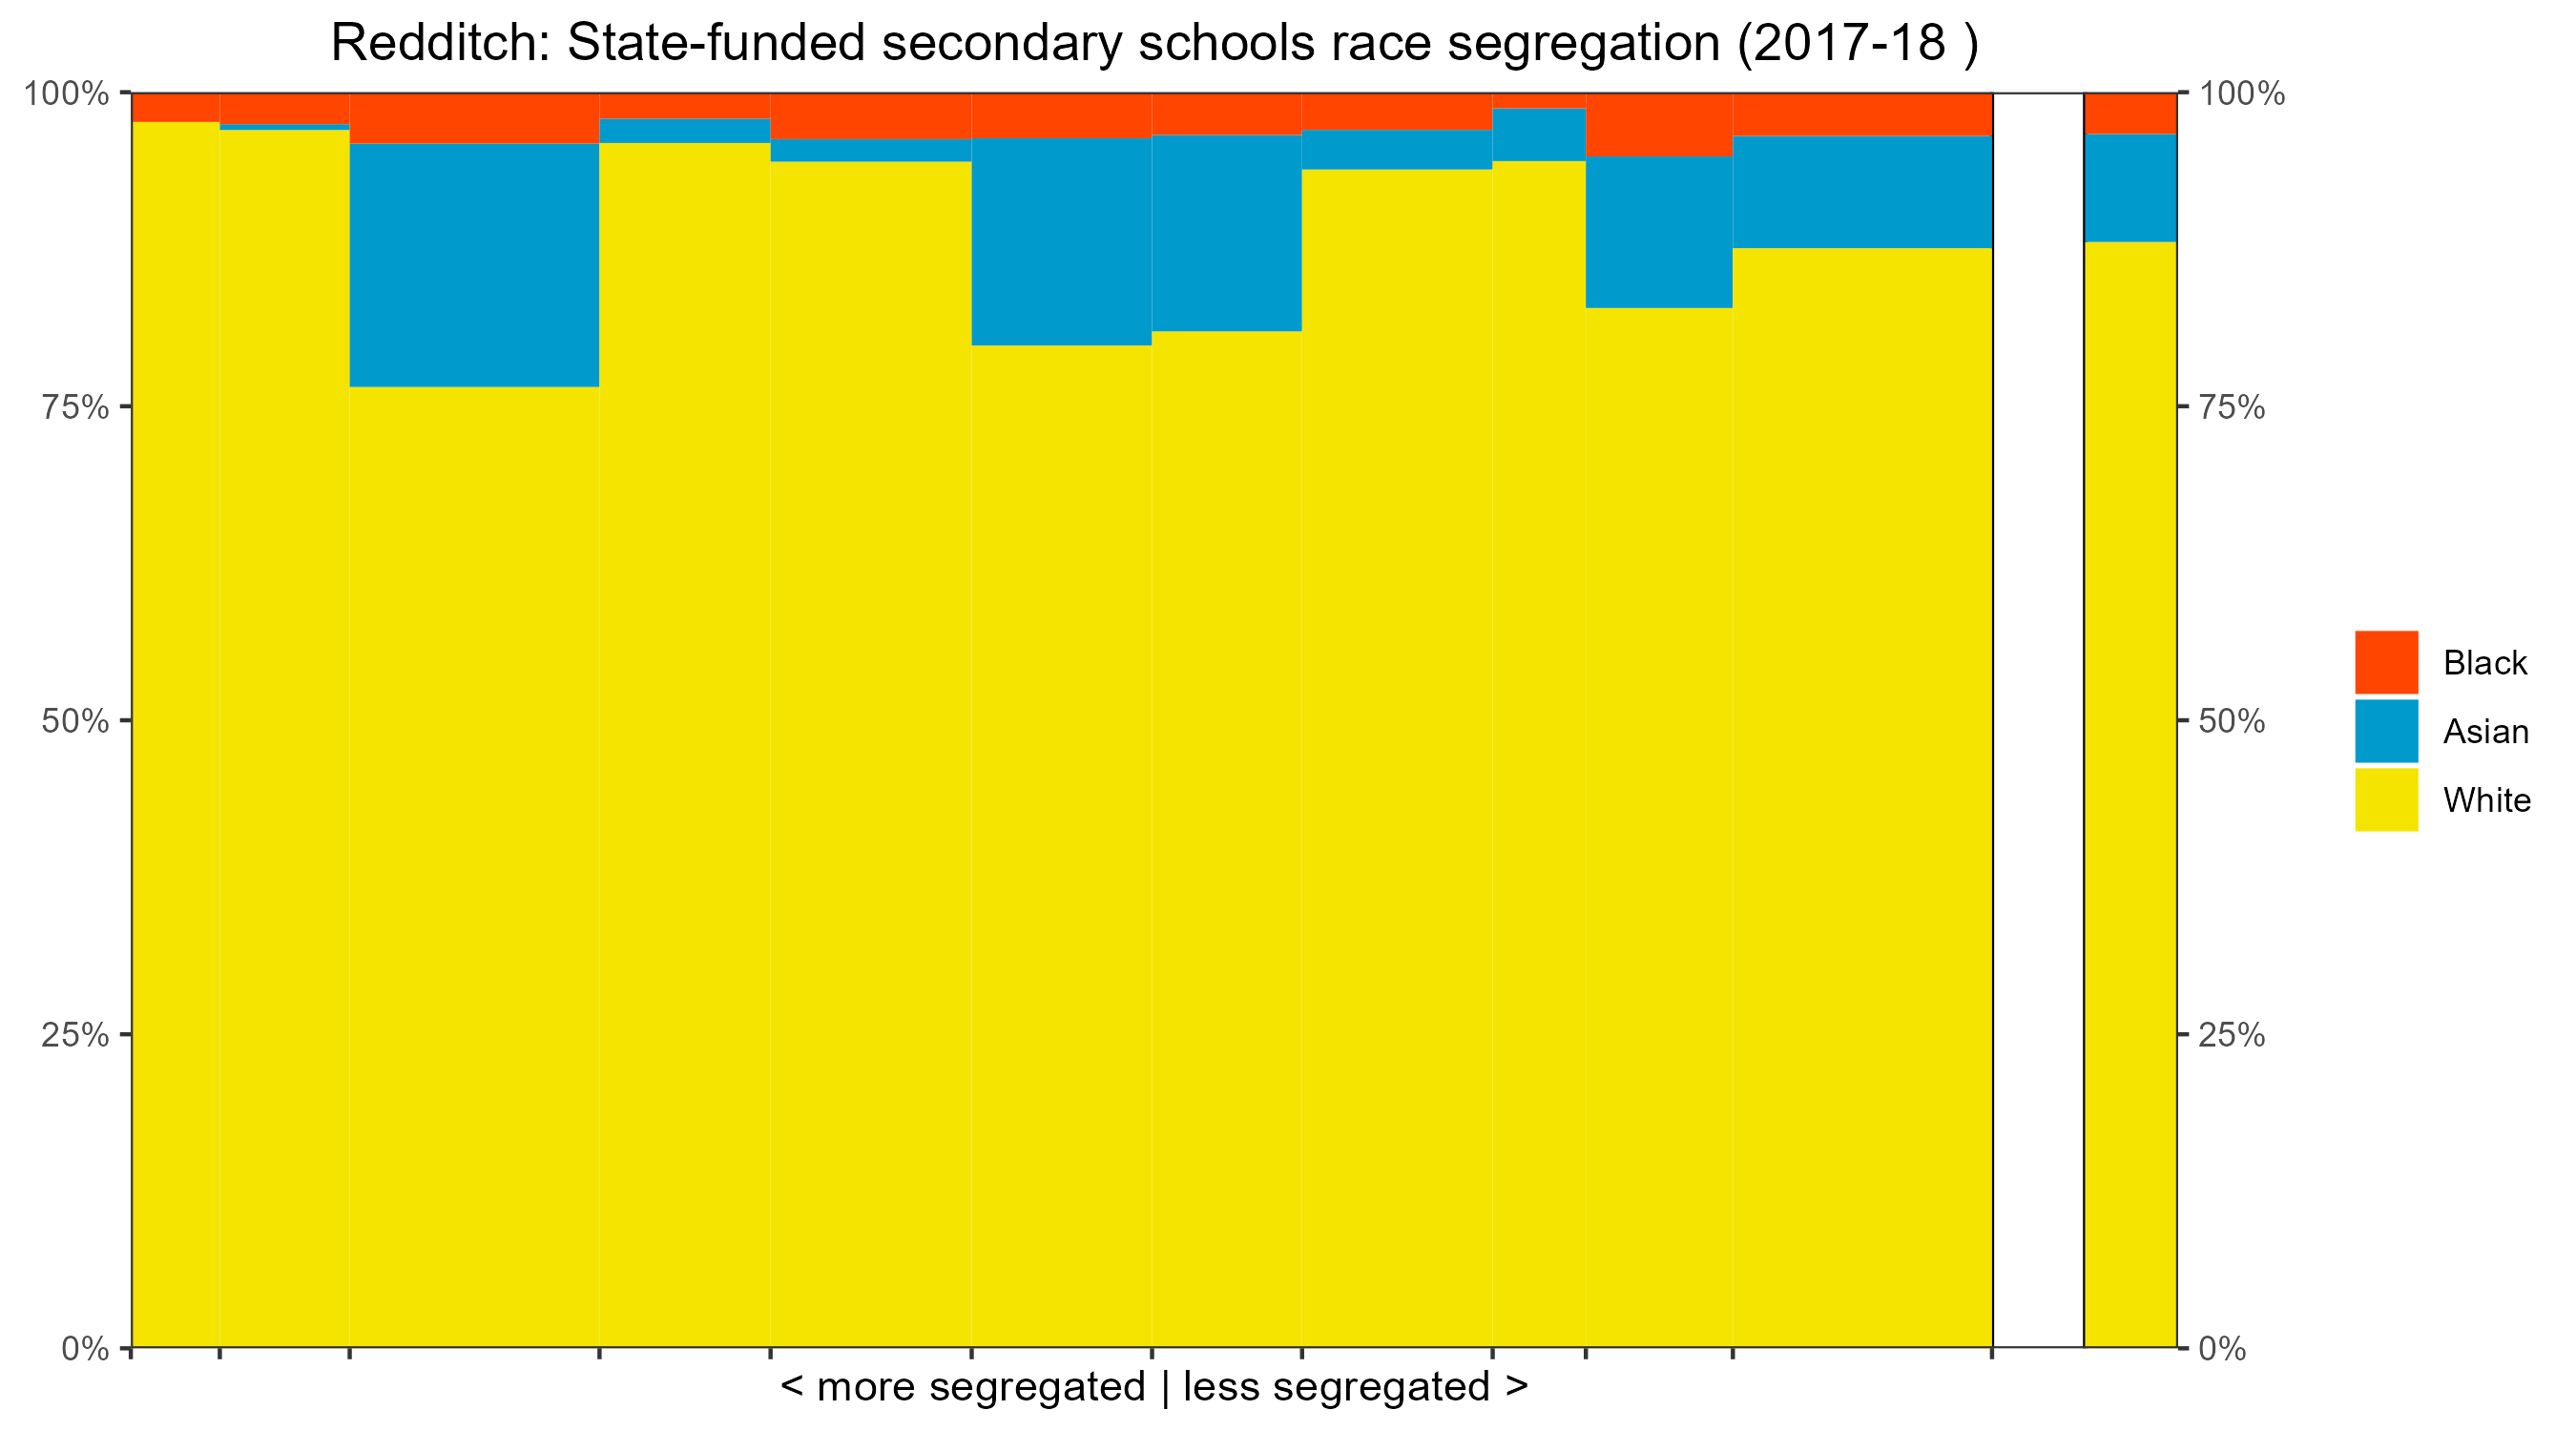 Redditch: State-funded secondary schools race segregation (2017-18 )
100%
75%
50%
25%
0%
100%
75%
50%
25%
0%
Black
Asian
White
< more segregated | less segregated >